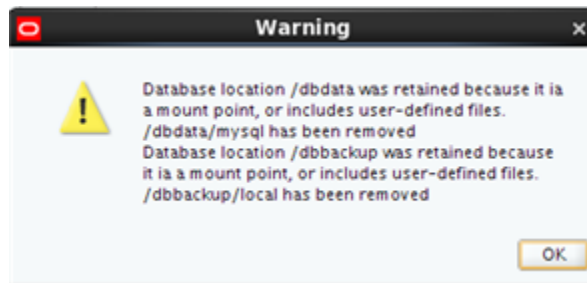 Warning
Database location /dbdata was retained because it ia
a mount point, or includes user-defined files.
/dbdata/mysql has been removed
Database location /dbbackup was retained because
it ia a mount point, or includes user-defined files.
/dbbackup/local has been removed
OK